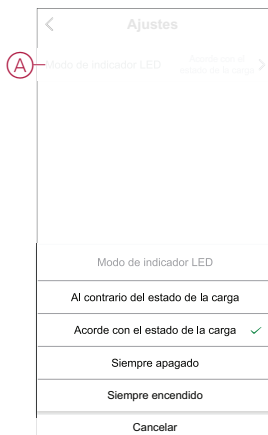 Ajustes
A
Modo de indicador LED
Acorde con el
estado de la carga
Modo de indicador LED
Al contrario del estado de la carga
Acorde con el estado de la carga
Siempre apagado
Siempre encendido
Cancelar